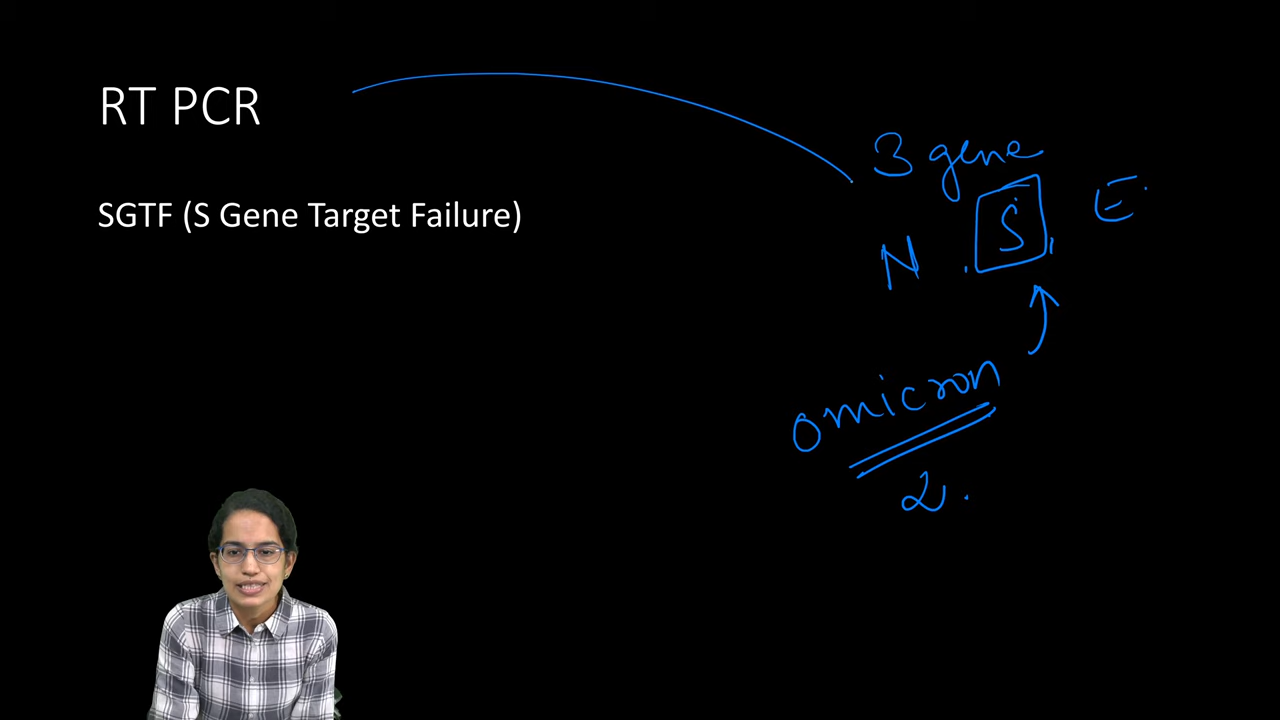 RT PCR
SGTF (S Gene Target Failure)
3 gene
N S E
omicron
2.